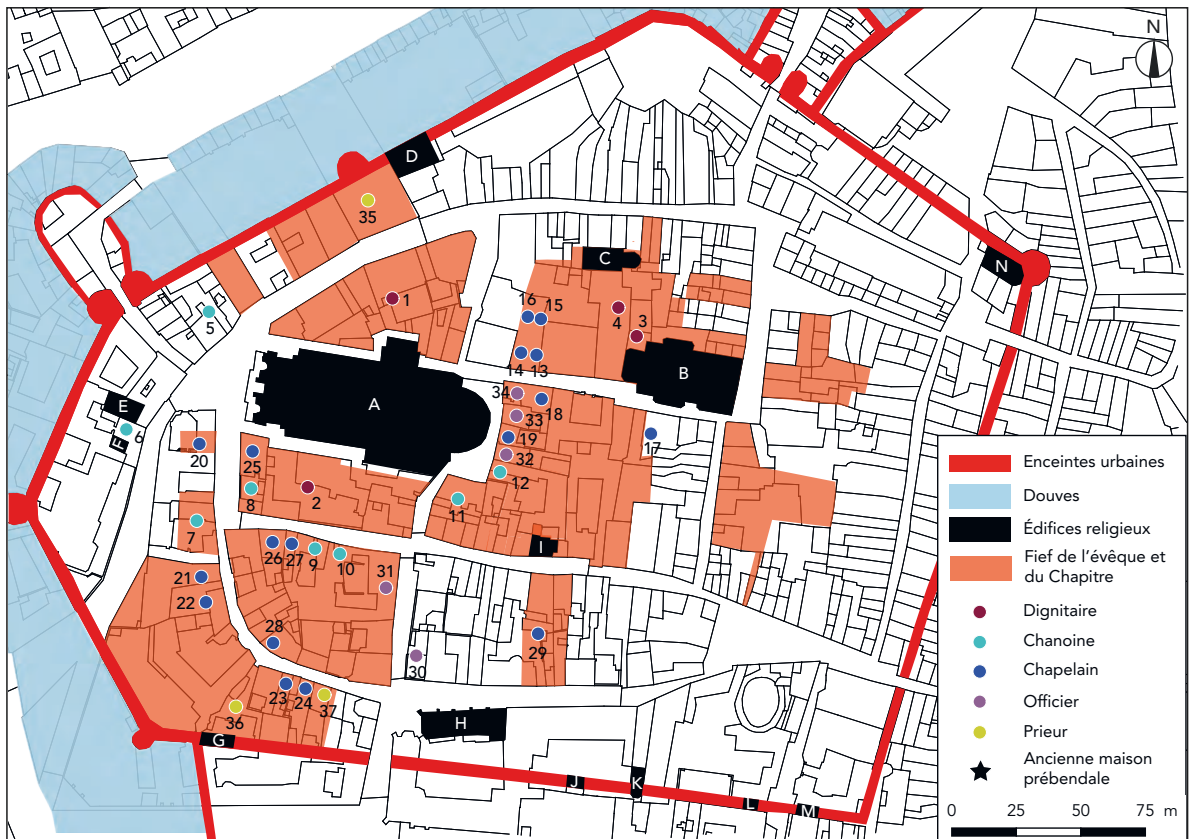 N
D
35
C
N
1
5
16
15
4
3
B
14
13
A
34
18
E
33
6
F
19
17
20
32
25
12
2
8
11
7
I
26
27
9
10
31
21
22
28
29
30
23
24
37
36
H
G
J
K
L
M
Enceintes urbaines
Douves
Édifices religieux
Fief de l'évêque et
du Chapitre
Dignitaire
Chanoine
Chapelain
Officier
Prieur
Ancienne maison
prébendale
0 25 50 75 m